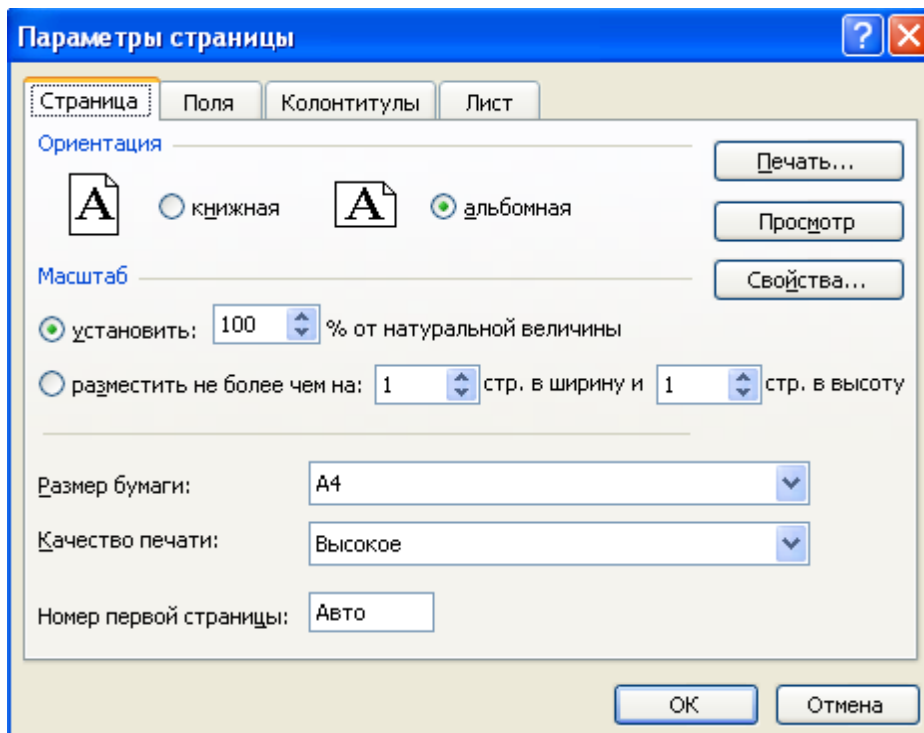 Параметры страницы
Страница Поля Колонтитулы Лист
Ориентация
Печать...
A книжная A альбомная
Просмотр
Масштаб
Свойства...
установить: 100 % от натуральной величины
разместить не более чем на: 1 стр. в ширину и 1 стр. в высоту
Размер бумаги: A4
Качество печати: Высокое
Номер первой страницы: Авто
ОК Отмена